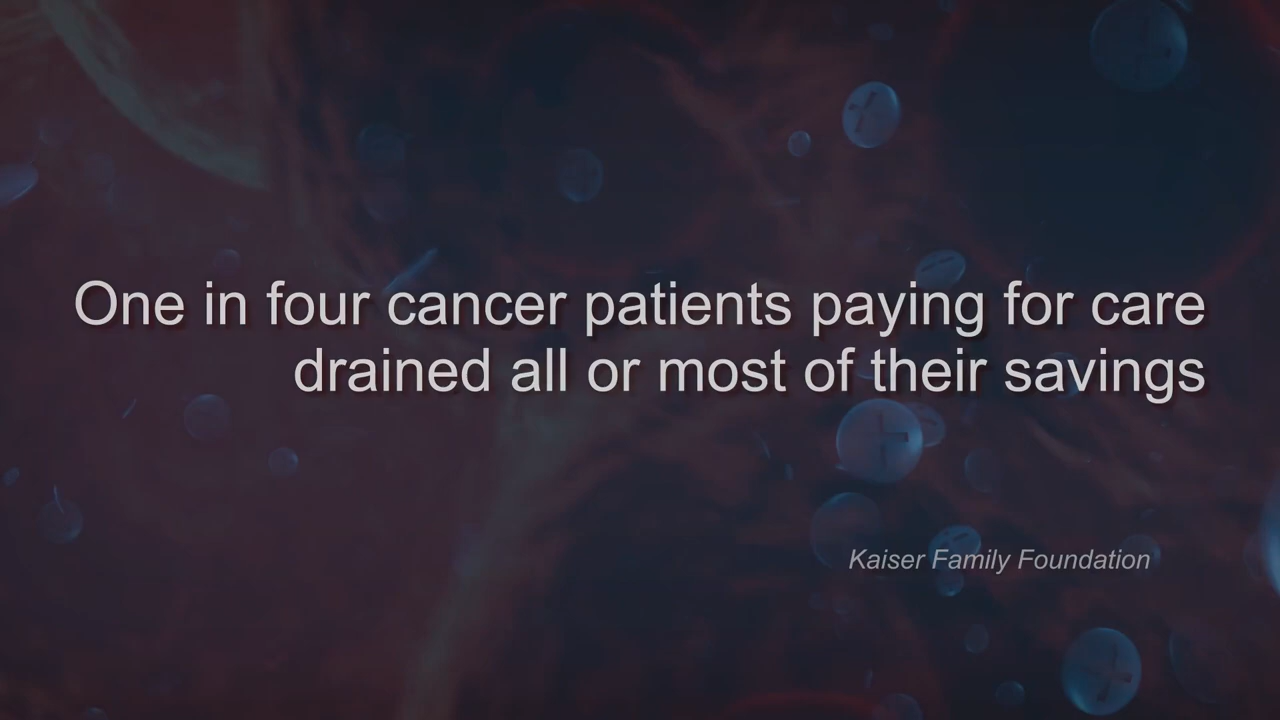 One in four cancer patients paying for care
drained all or most of their savings
Kaiser Family Foundation